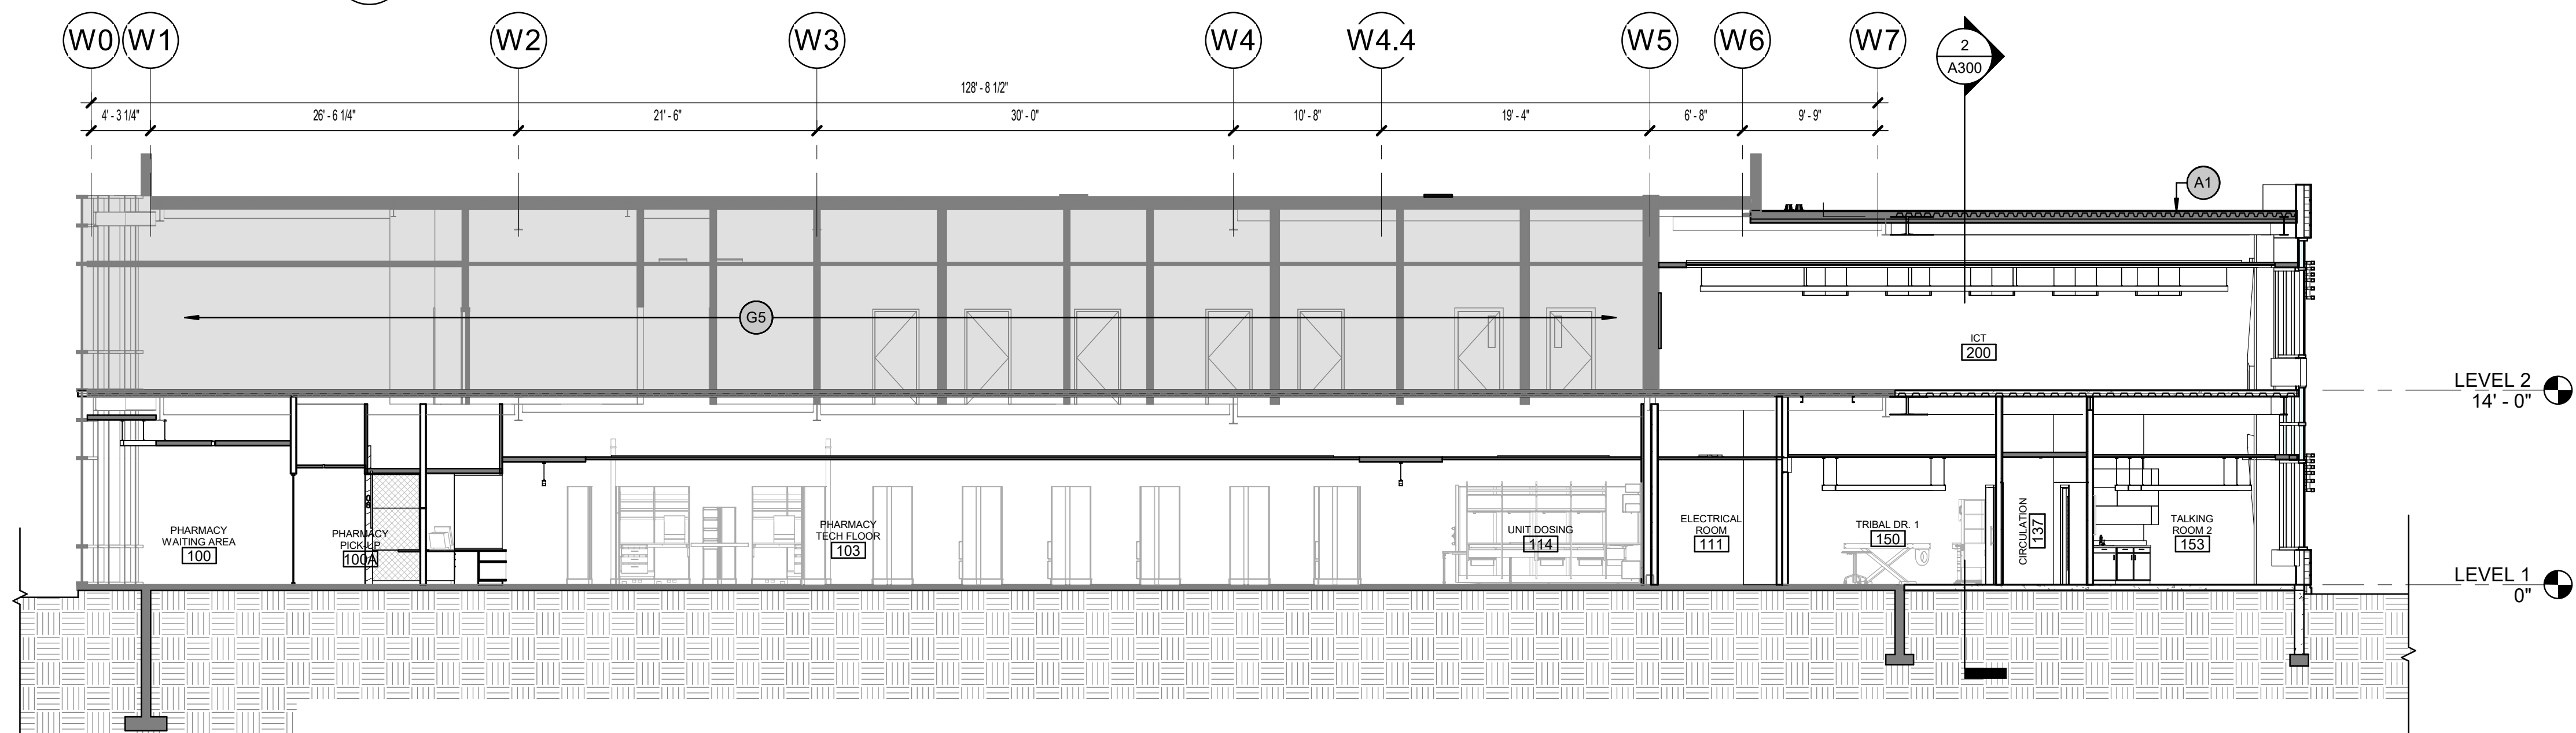 W0
W1
W2
W3
W4
W4.4
W5
W6
W7
2
A300
128' - 8 1/2"
4' - 3 1/4"
26' - 6 1/4"
21' - 6"
30' - 0"
10' - 8"
19' - 4"
6' - 8"
9' - 9"
A1
G5
ICT
200
LEVEL 2
14' - 0"
PHARMACY
WAITING AREA
100
PHARMACY
PICK-UP
100A
PHARMACY
TECH FLOOR
103
UNIT DOSING
114
ELECTRICAL
ROOM
111
TRIBAL DR. 1
150
CIRCULATION
137
TALKING
ROOM 2
153
LEVEL 1
0"